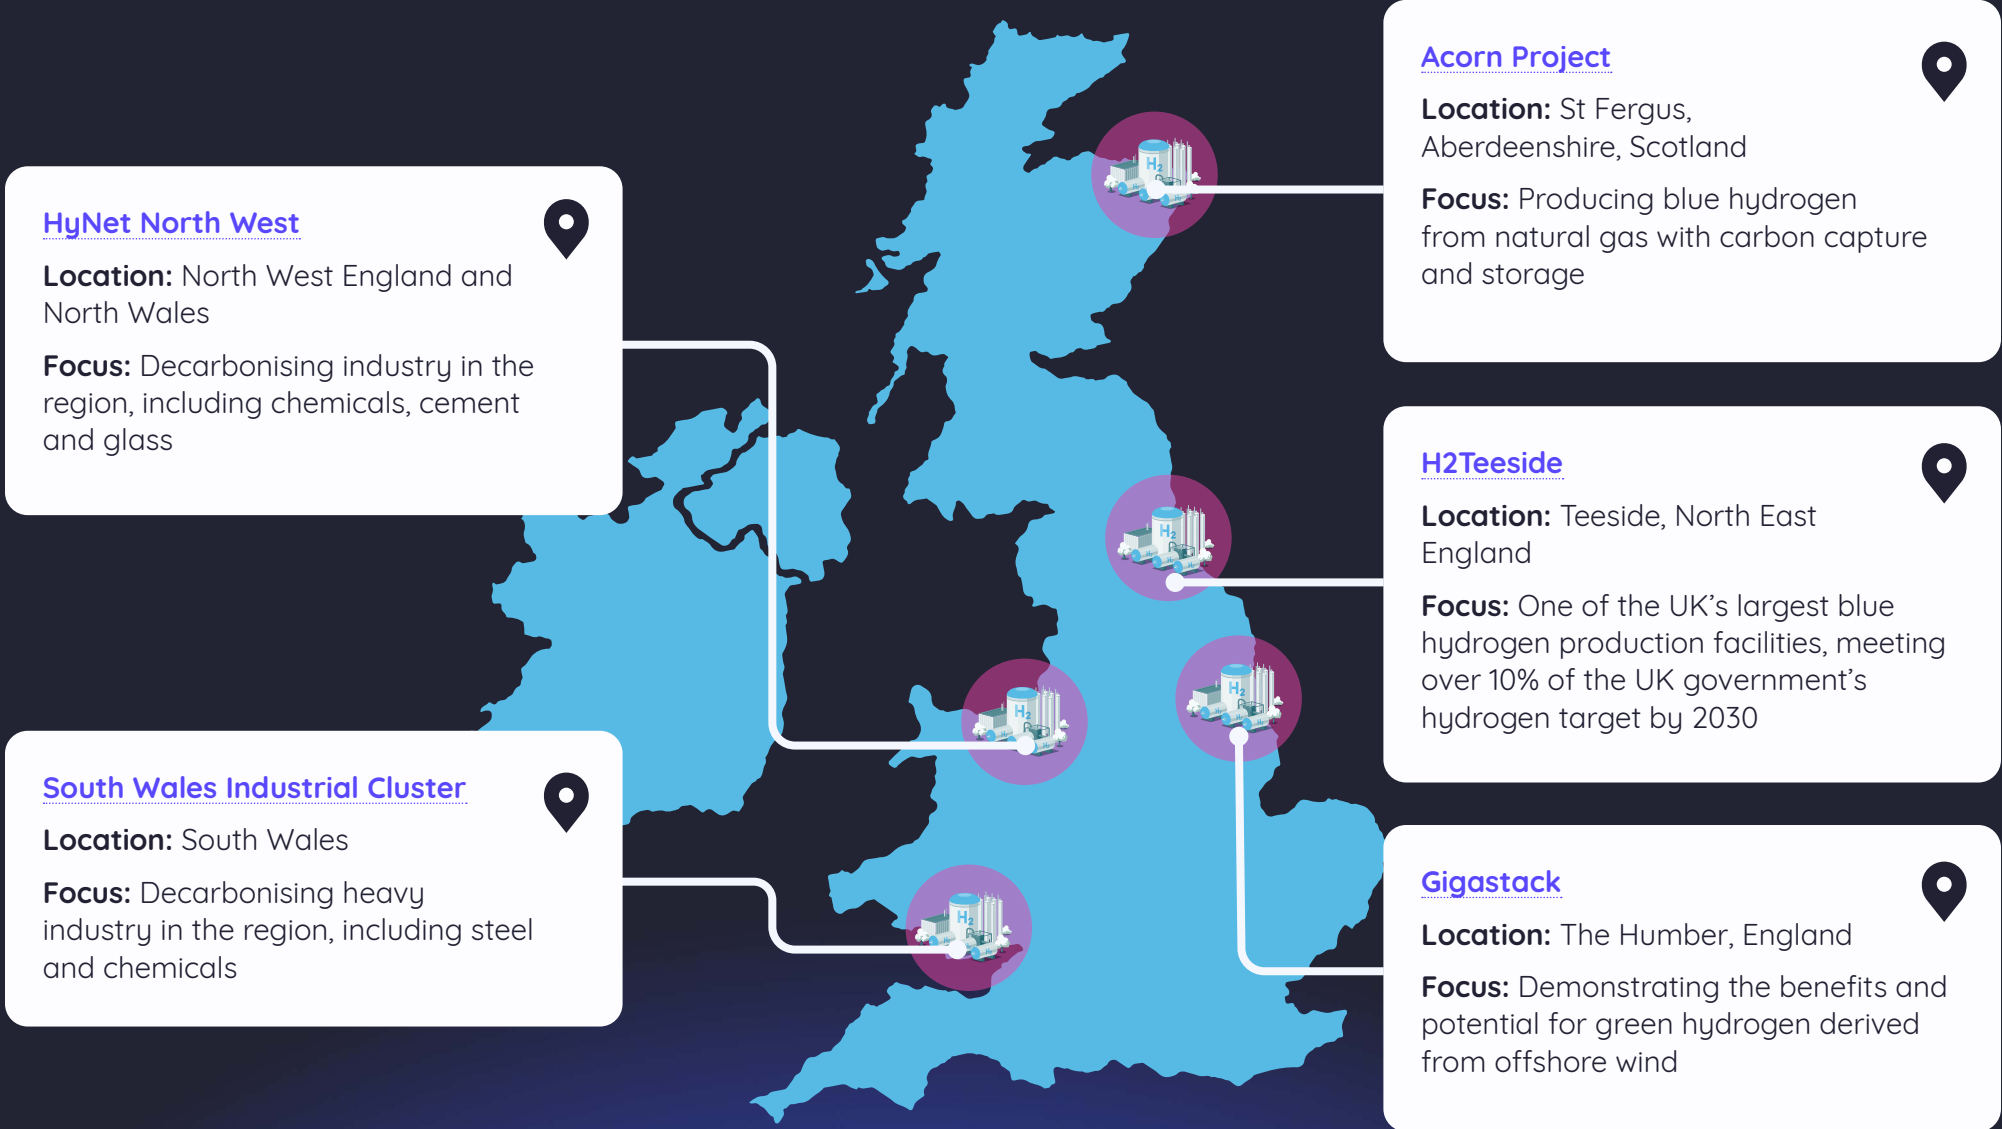 HyNet North West
Location: North West England and
North Wales
Focus: Decarbonising industry in the
region, including chemicals, cement
and glass
South Wales Industrial Cluster
Location: South Wales
Focus: Decarbonising heavy
industry in the region, including steel
and chemicals
H2
H2
H2
H2
H2
Acorn Project
Location: St Fergus,
Aberdeenshire, Scotland
Focus: Producing blue hydrogen
from natural gas with carbon capture
and storage
H2Teeside
Location: Teeside, North East
England
Focus: One of the UK’s largest blue
hydrogen production facilities, meeting
over 10% of the UK government’s
hydrogen target by 2030
Gigastack
Location: The Humber, England
Focus: Demonstrating the benefits and
potential for green hydrogen derived
from offshore wind